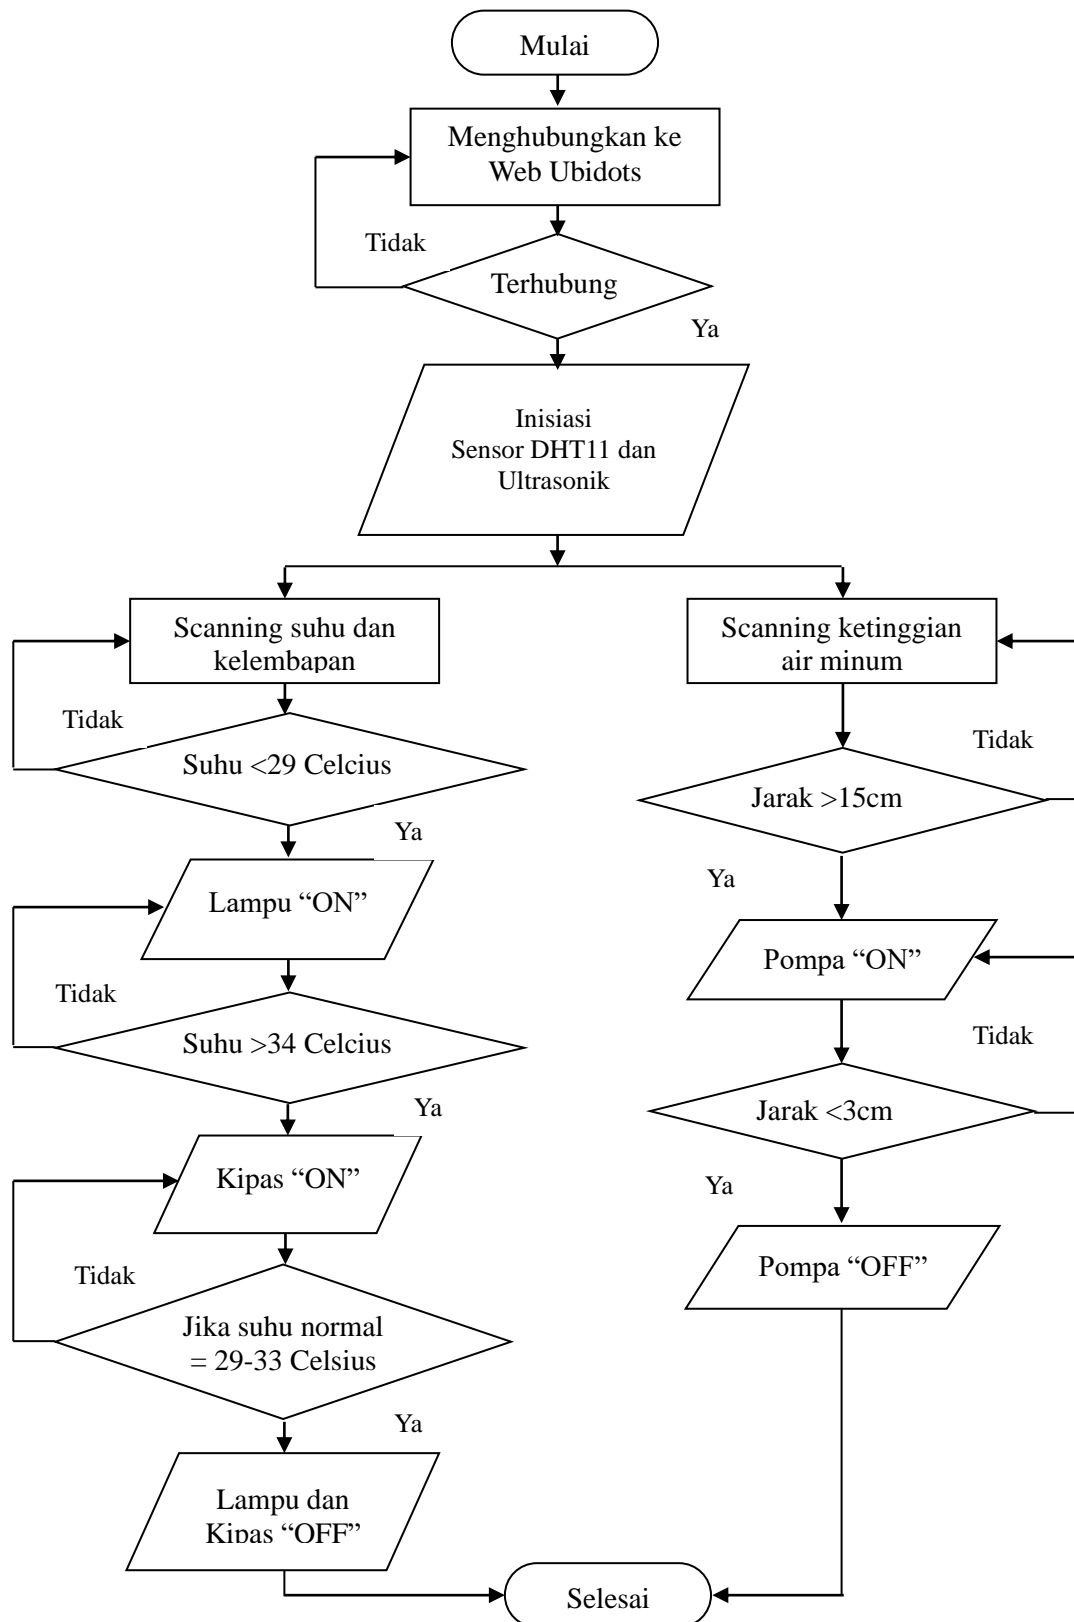 Mulai
Menghubungkan ke
Web Ubidots
Tidak
Terhubung
Ya
Inisiasi
Sensor DHT11 dan
Ultrasonik
Scanning suhu dan
kelembapan
Tidak
Suhu <29 Celcius
Ya
Lampu “ON”
Tidak
Suhu >34 Celcius
Ya
Kipas “ON”
Tidak
Jika suhu normal
= 29-33 Celsius
Ya
Lampu dan
Kipas “OFF”
Scanning ketinggian
air minum
Tidak
Jarak >15cm
Ya
Pompa “ON”
Tidak
Jarak <3cm
Ya
Pompa “OFF”
Selesai